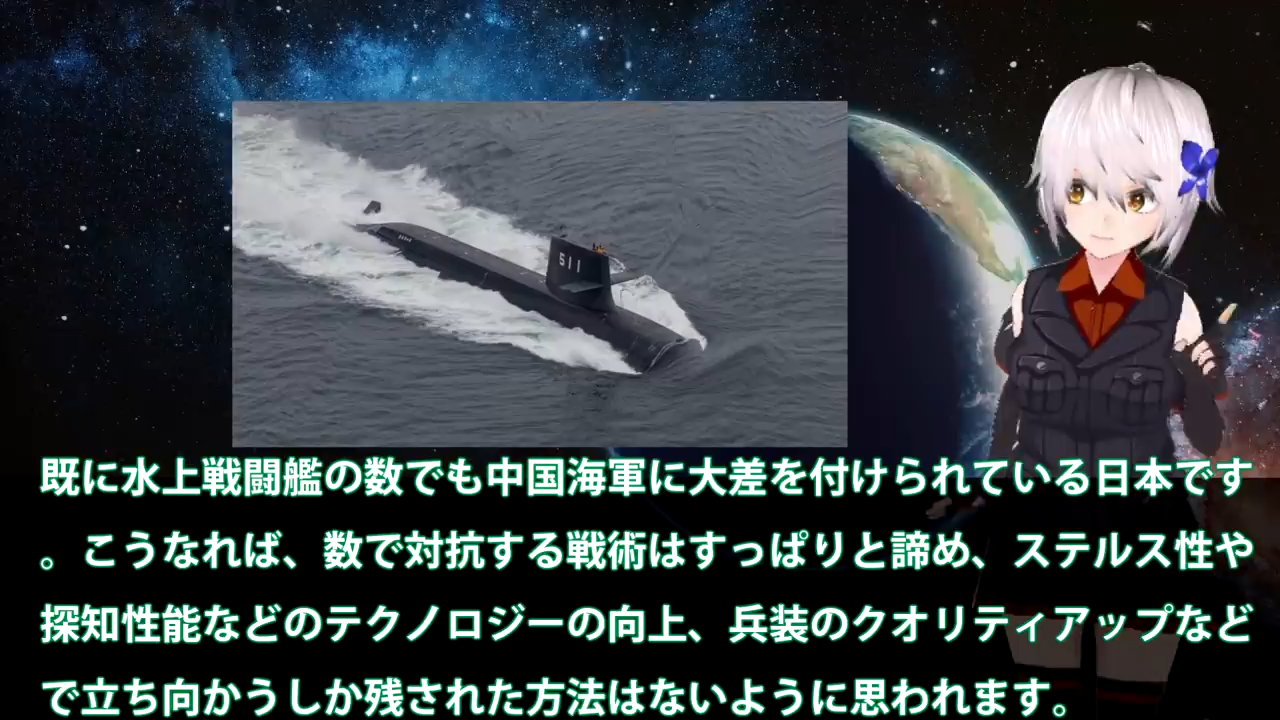 511
既に水上戦闘艦の数でも中国海軍に大差を付けられている日本です
。こうなれば、数で対抗する戦術はすっぱりと諦め、ステルス性や
探知性能などのテクノロジーの向上、兵装のクオリティアップなど
で立ち向かうしか残された方法はないように思われます。